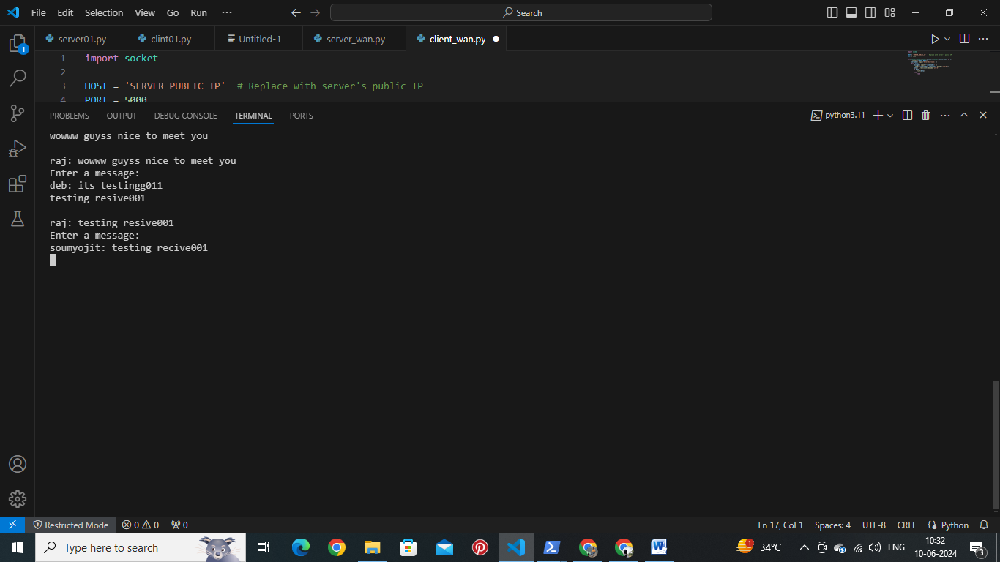 File Edit Selection View Go Run ··· Search
server01.py clint01.py Untitled-1 server_wan.py client_wan.py
1 import socket
2
3 HOST = 'SERVER_PUBLIC_IP' # Replace with server's public IP
4 PORT = 5000
PROBLEMS OUTPUT DEBUG CONSOLE TERMINAL PORTS python3.11
wowww guyss nice to meet you
raj: wowww guyss nice to meet you
Enter a message:
deb: its testingg011
testing resive001
raj: testing resive001
Enter a message:
soumyojit: testing recive001
1
Restricted Mode 0 0 0 Ln 17, Col 1 Spaces: 4 UTF-8 CRLF Python
Type here to search 1 34°C ENG 10:32
10-06-2024 3